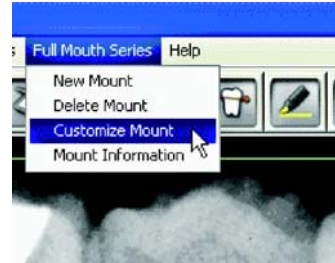 s Full Mouth Series Help
New Mount
Delete Mount
Customize Mount
Mount Information